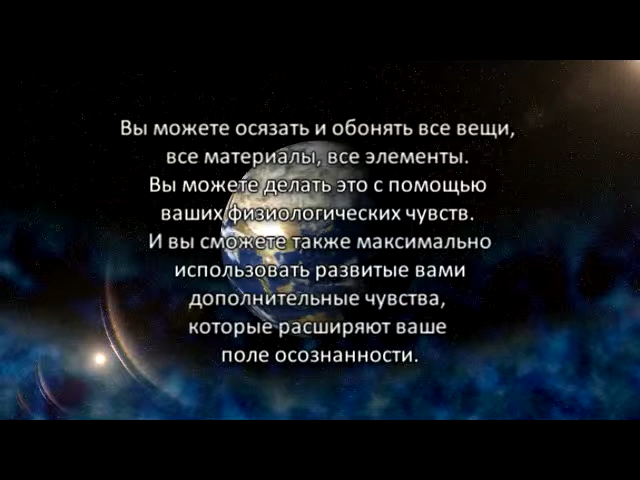 Вы можете осязать и обонять все вещи,
все материалы, все элементы.
Вы можете делать это с помощью
ваших физиологических чувств.
И вы сможете также максимально
использовать развитые вами
дополнительные чувства,
которые расширяют ваше
поле осознанности.